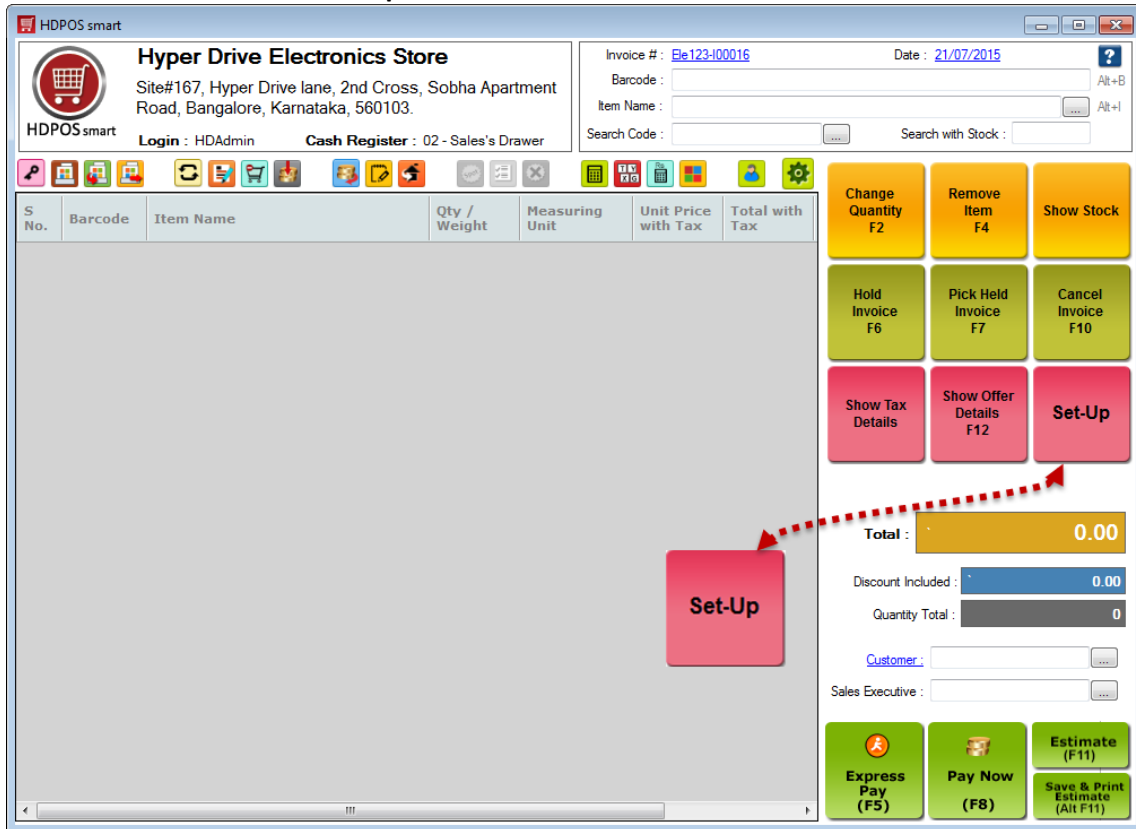 HDPOS smart
Hyper Drive Electronics Store
Site#167, Hyper Drive lane, 2nd Cross, Sobha Apartment
Road, Bangalore, Karnataka, 560103.
HDPOS smart
Login : HDAdmin Cash Register : 02 - Sales's Drawer
Invoice # : Ele123-I00016 Date : 21/07/2015 ?
Barcode : Alt+B
Item Name : ... Alt+I
Search Code : ... Search with Stock :
S No. Barcode Item Name Qty / Weight Measuring Unit Unit Price with Tax Total with Tax
Change
Quantity
F2
Remove
Item
F4
Show Stock
Hold
Invoice
F6
Pick Held
Invoice
F7
Cancel
Invoice
F10
Show Tax
Details
Show Offer
Details
F12
Set-Up
Set-Up
Total : ` 0.00
Discount Included : ` 0.00
Quantity Total : 0
Customer : ...
Sales Executive : ...
Express
Pay
(F5)
Pay Now
(F8)
Estimate
(F11)
Save & Print
Estimate
(Alt F11)